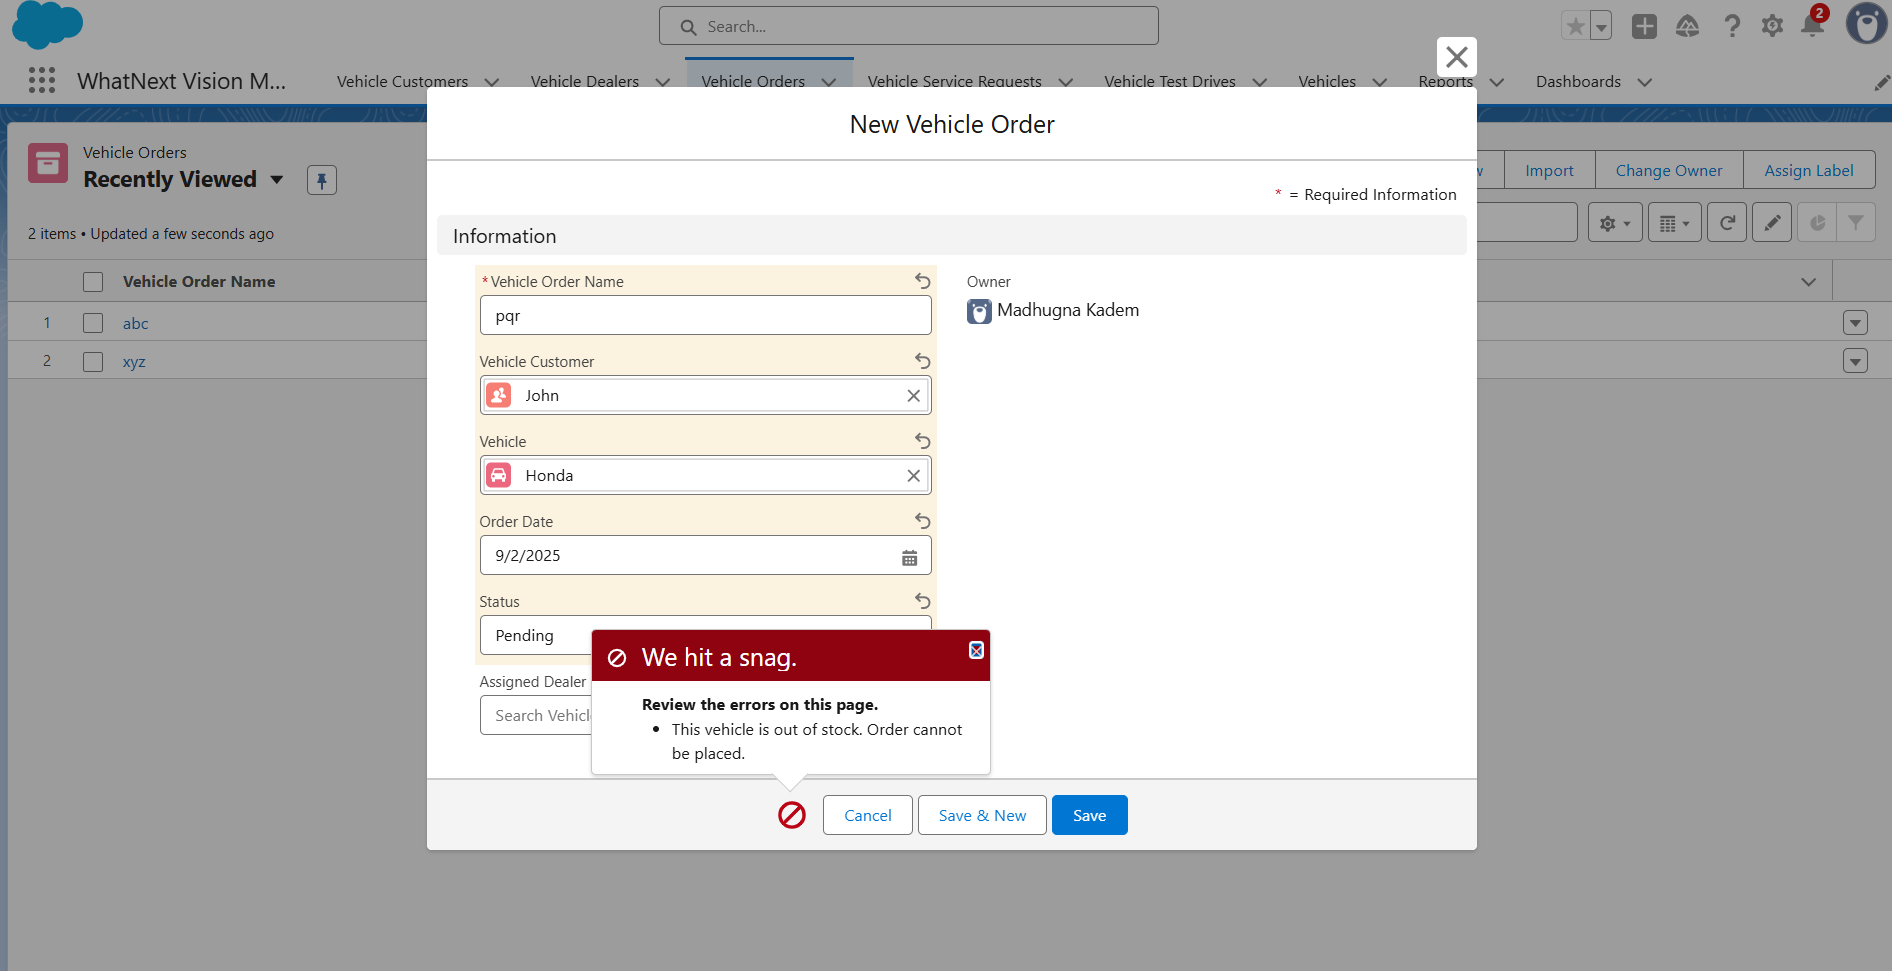 Search...
2
WhatNext Vision M...
Vehicle Customers
Vehicle Dealers
Vehicle Orders
Vehicle Service Requests
Vehicle Test Drives
Vehicles
Reports
Dashboards
New Vehicle Order
Vehicle Orders
Recently Viewed
Import
Change Owner
Assign Label
* = Required Information
2 items • Updated a few seconds ago
Information
Vehicle Order Name
1 abc
2 xyz
*Vehicle Order Name
pqr
Owner
Madhugna Kadem
Vehicle Customer
John
Vehicle
Honda
Order Date
9/2/2025
Status
Pending
Assigned Dealer
We hit a snag.
Review the errors on this page.
• This vehicle is out of stock. Order cannot
be placed.
Search
Cancel
Save & New
Save